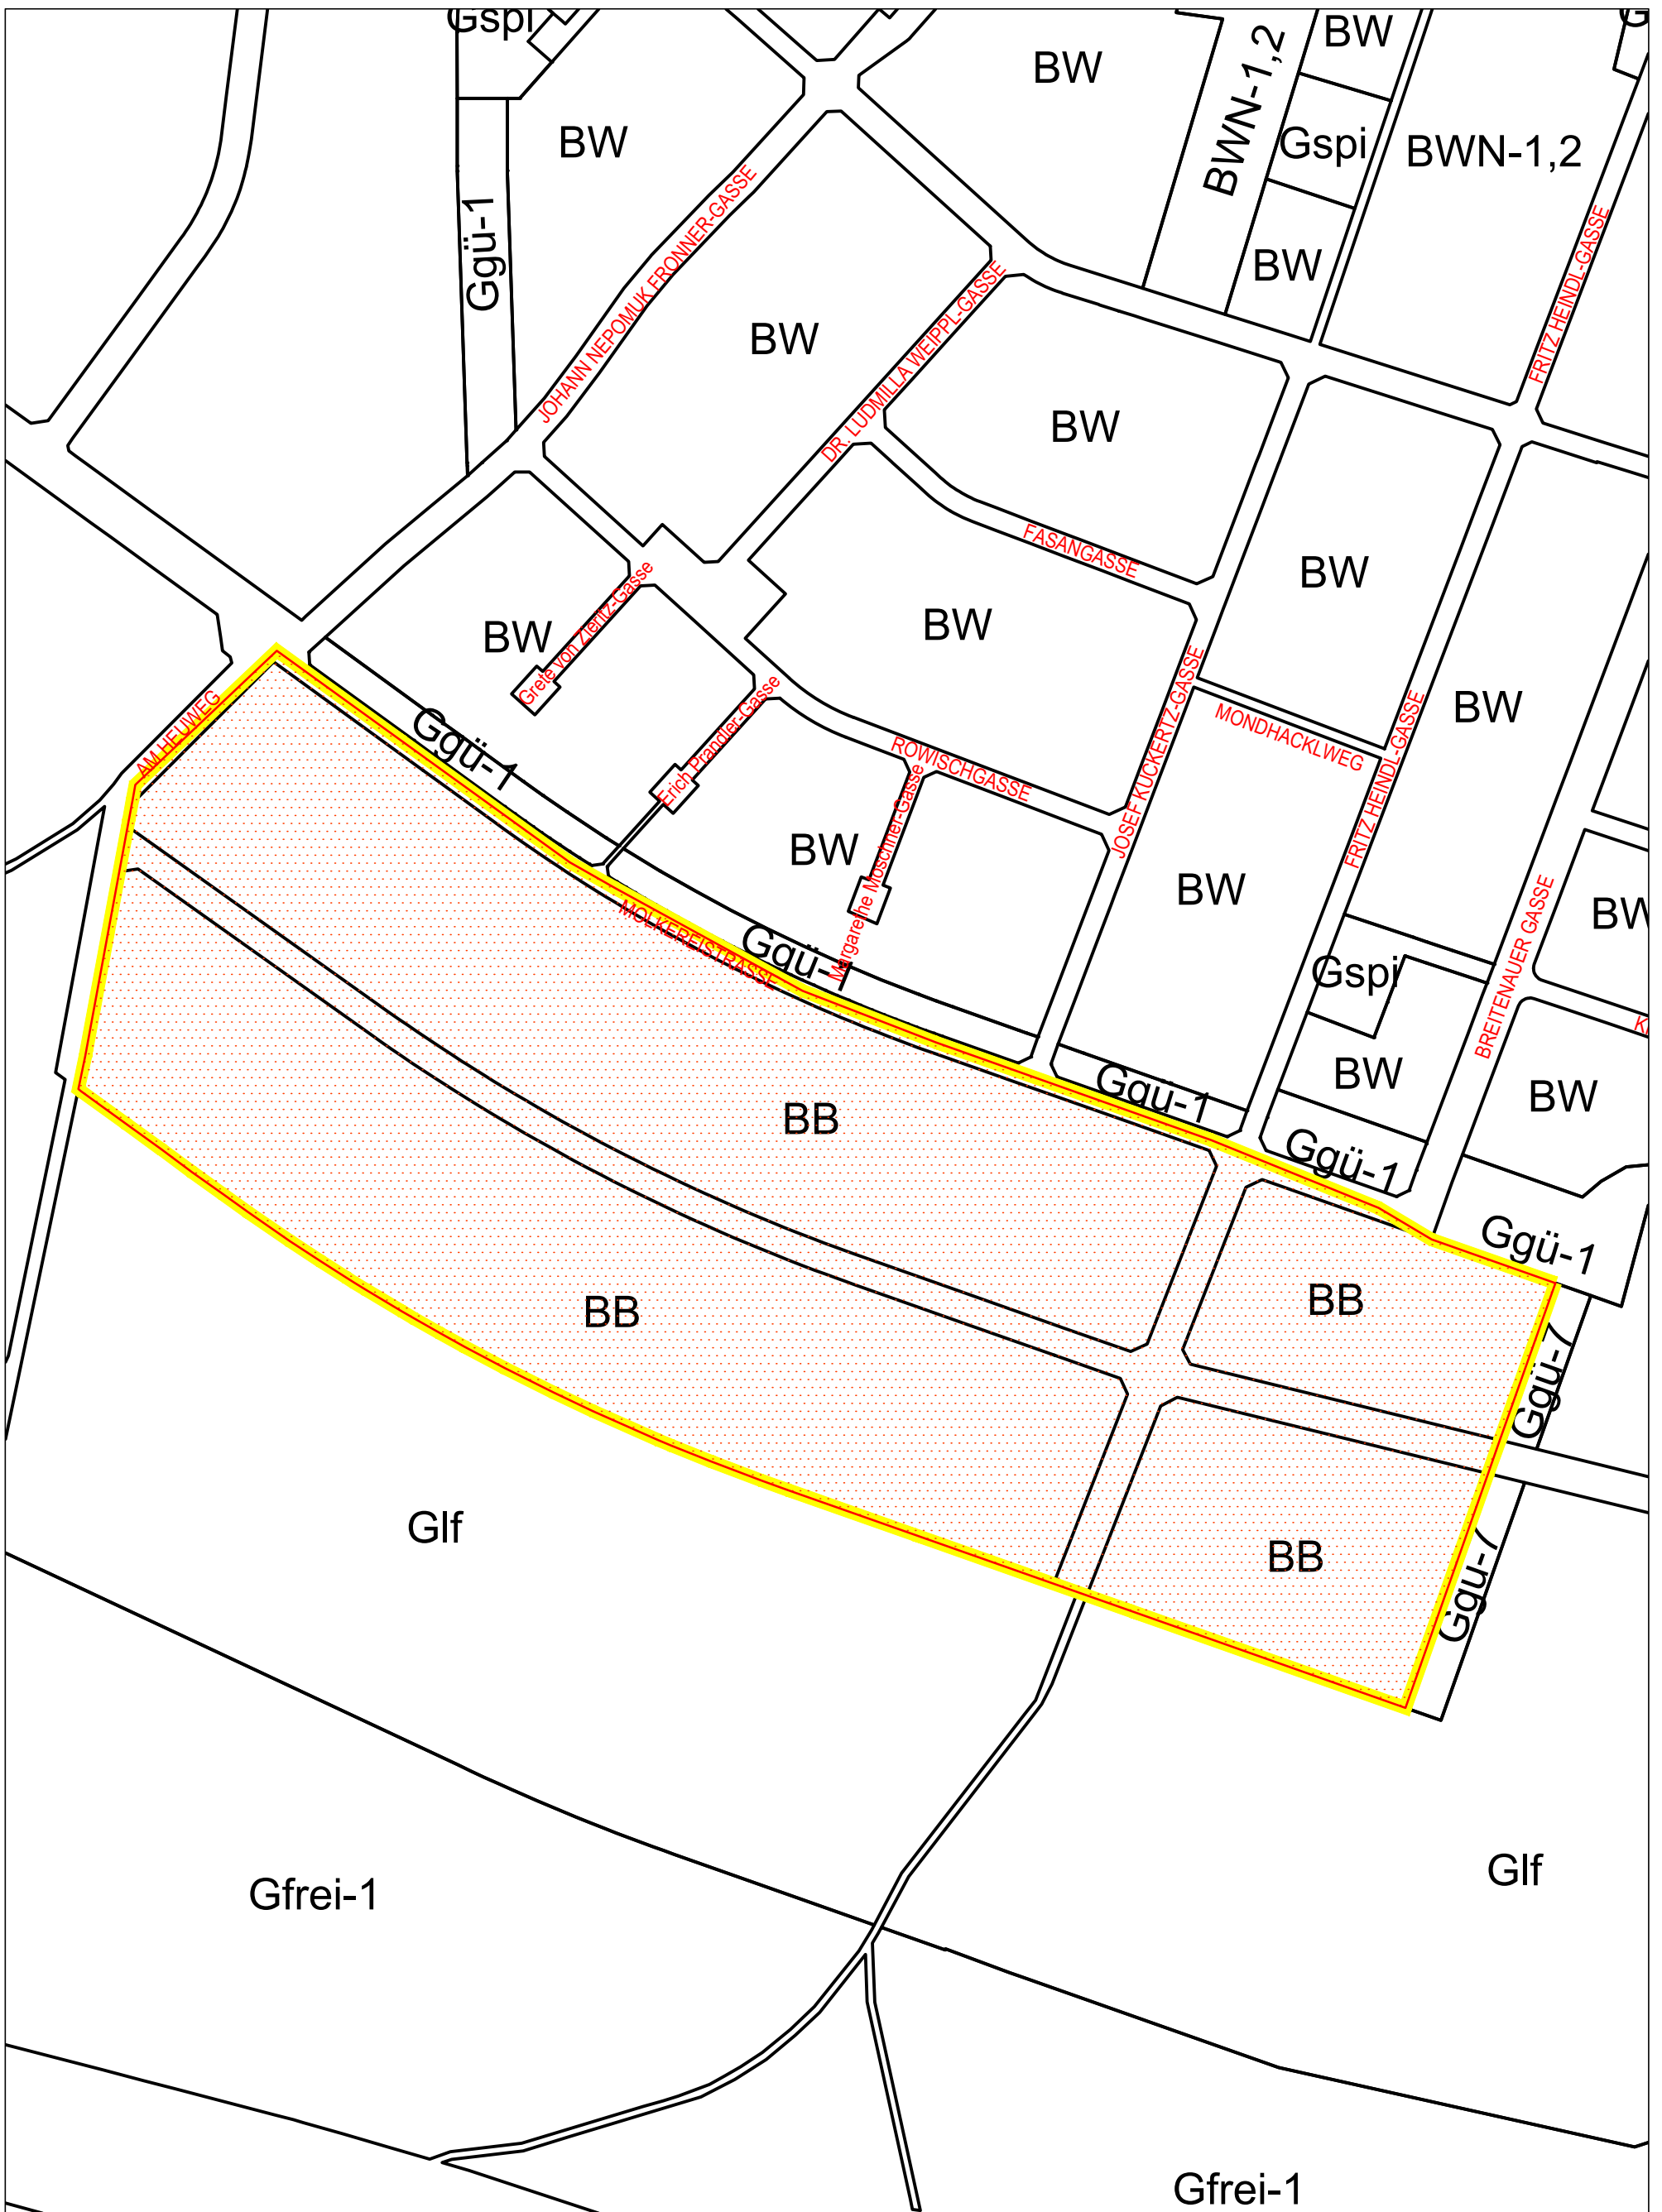 Gspi
BW
BW
BWN-1,2
Gspi
BWN-1,2
BW
Ggü-1
BW
JOHANN NEPOMUK FRONNER-GASSE
BW
DR. LUDMILLA WEIPPL-GASSE
BW
FRITZ HEINDL-GASSE
BW
FASANGASSE
BW
BW
BW
Grete von Zieritz-Gasse
BW
JOSEF KUCKERTZ-GASSE
MONDHACKLWEG
FRITZ HEINDL-GASSE
AM HEUWEG
Ggü-1
Erich Prandler-Gasse
ROWISCHGASSE
BW
Margarethe Moschner-Gasse
BW
BREITENAUER GASSE
BW
MOLKEREISTRASSE
Ggü-1
Gspi
BW
BW
Ggü-1
Ggü-1
Ggü-1
BB
BB
BB
BB
Ggü-7
Ggü-7
Glf
Glf
Gfrei-1
Gfrei-1